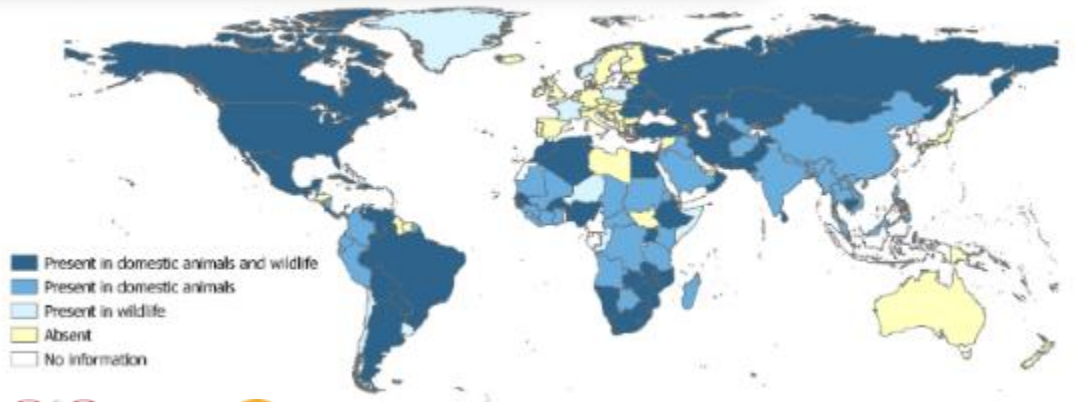 Present in domestic animals and wildlife
Present in domestic animals
Present in wildlife
Absent
No information